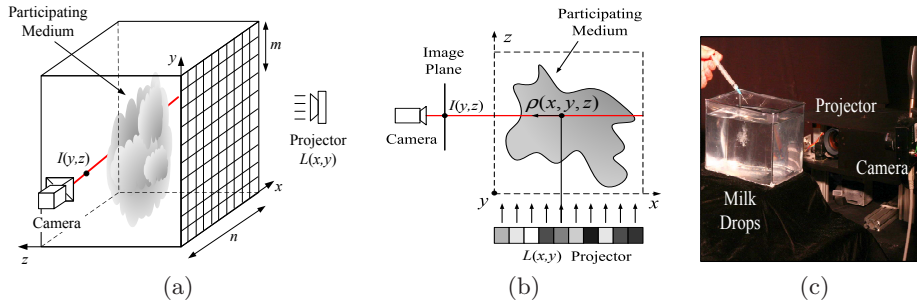 Participating
Medium
y
m
I(y,z)
Camera
z
n
x
Projector
L(x,y)
(a)
Participating
Medium
z
Image
Plane
I(y,z)
ρ(x, y, z)
Camera
y
x
L(x,y) Projector
(b)
Projector
Camera
Milk
Drops
(c)